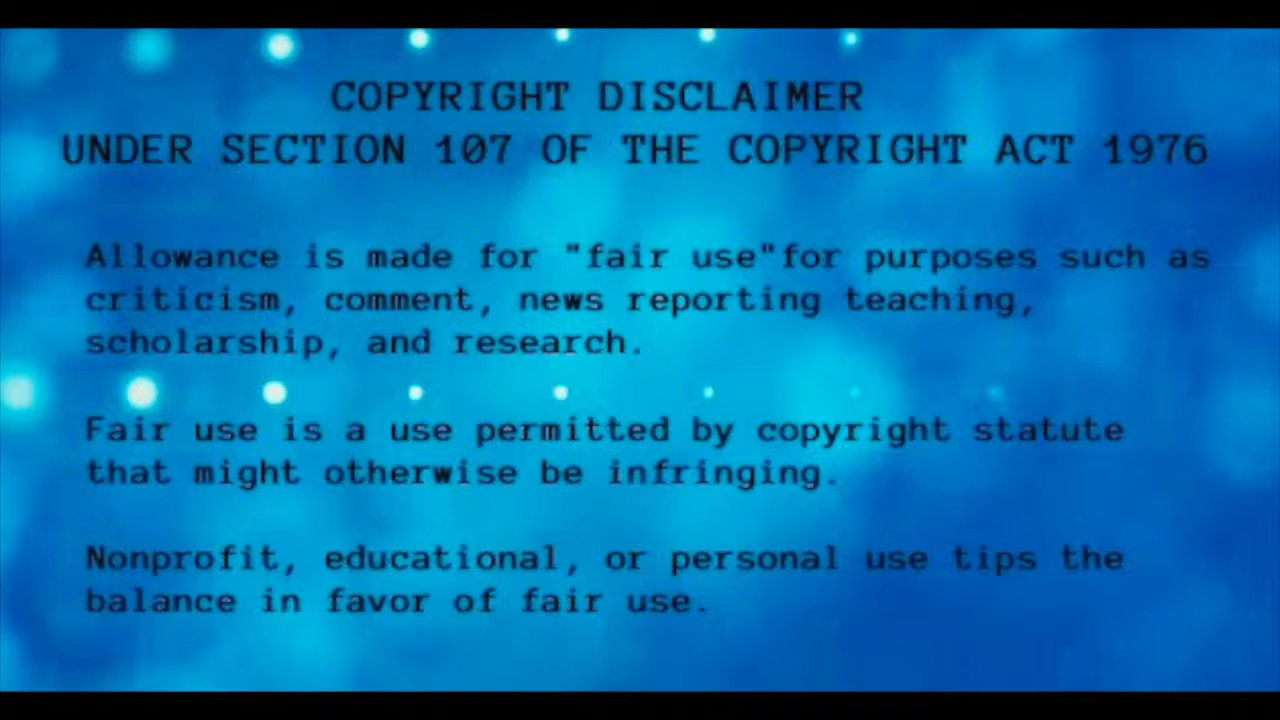 COPYRIGHT DISCLAIMER
UNDER SECTION 107 OF THE COPYRIGHT ACT 1976
Allowance is made for "fair use"for purposes such as
criticism, comment, news reporting teaching,
scholarship, and research.
Fair use is a use permitted by copyright statute
that might otherwise be infringing.
Nonprofit, educational, or personal use tips the
balance in favor of fair use.